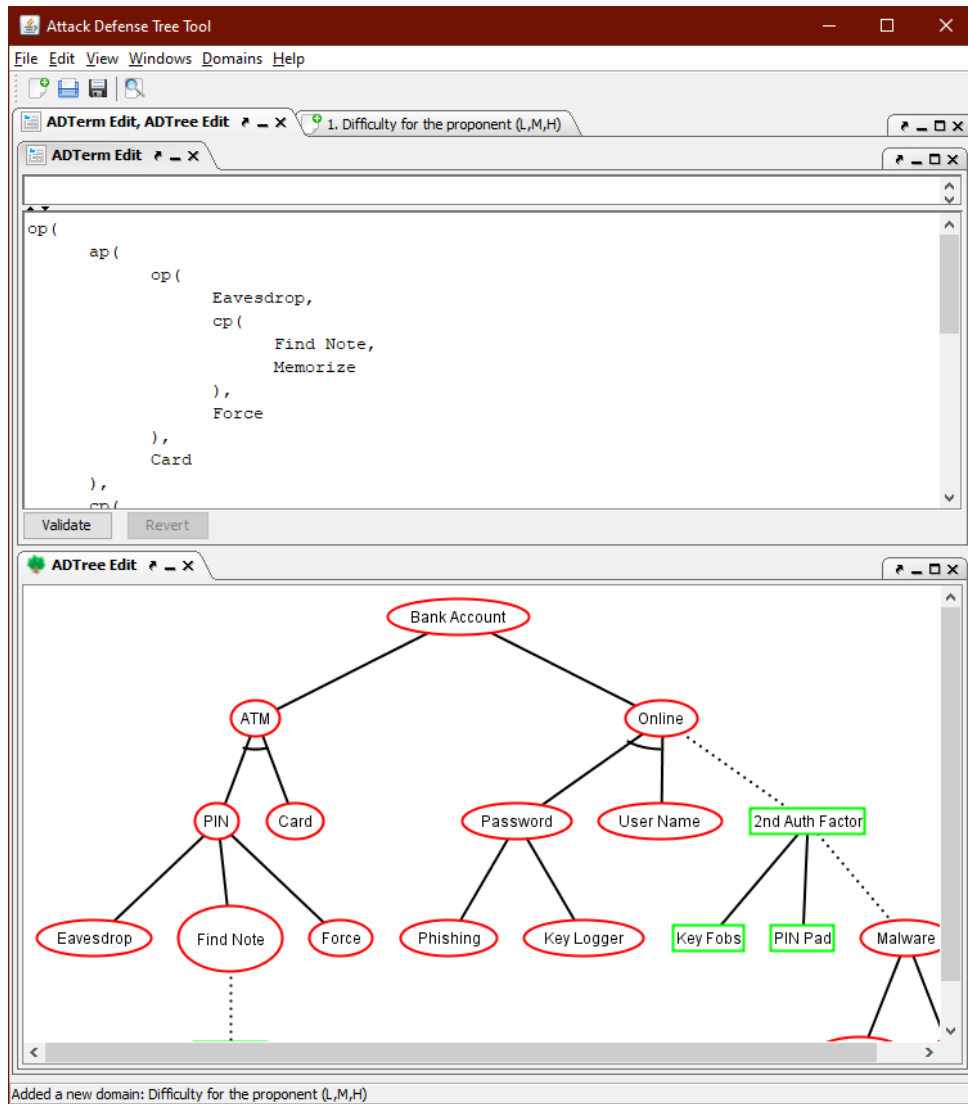 Attack Defense Tree Tool
File Edit View Windows Domains Help
ADTerm Edit, ADTree Edit
1. Difficulty for the proponent (L,M,H)
ADTerm Edit
op(
ap(
op(
Eavesdrop,
cp(
Find Note,
Memorize
),
Force
),
Card
),
cp(
Validate Revert
ADTree Edit
Bank Account
ATM Online
PIN Card Password User Name 2nd Auth Factor
Eavesdrop Find Note Force Phishing Key Logger Key Fobs PIN Pad Malware
Added a new domain: Difficulty for the proponent (L,M,H)